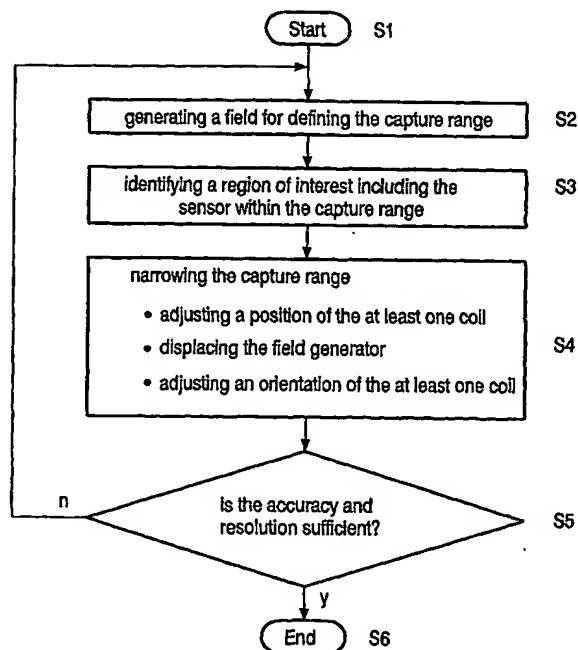 Start S1
generating a field for defining the capture range S2
identifying a region of interest including the
sensor within the capture range S3
narrowing the capture range
• adjusting a position of the at least one coil
• displacing the field generator S4
• adjusting an orientation of the at least one coil
n
is the accuracy and
resolution sufficient? S5
y
End S6